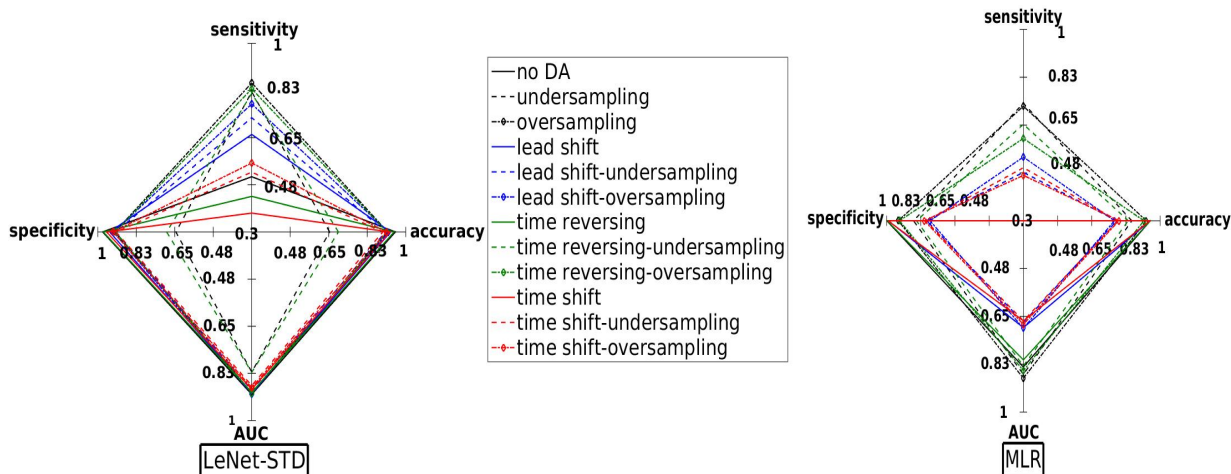 sensitivity
1
0.83
0.65
0.48
specificity
1 0.83 0.65 0.48 0.3 0.48 0.65 0.83 1
accuracy
0.48
0.65
0.83
1
AUC
LeNet-STD
no DA
undersampling
oversampling
lead shift
lead shift-undersampling
lead shift-oversampling
time reversing
time reversing-undersampling
time reversing-oversampling
time shift
time shift-undersampling
time shift-oversampling
sensitivity
1
0.83
0.65
0.48
1 0.83 0.65 0.48
specificity
0.3
accuracy
0.48 0.65 0.83 1
0.48
0.65
0.83
1
AUC
MLR